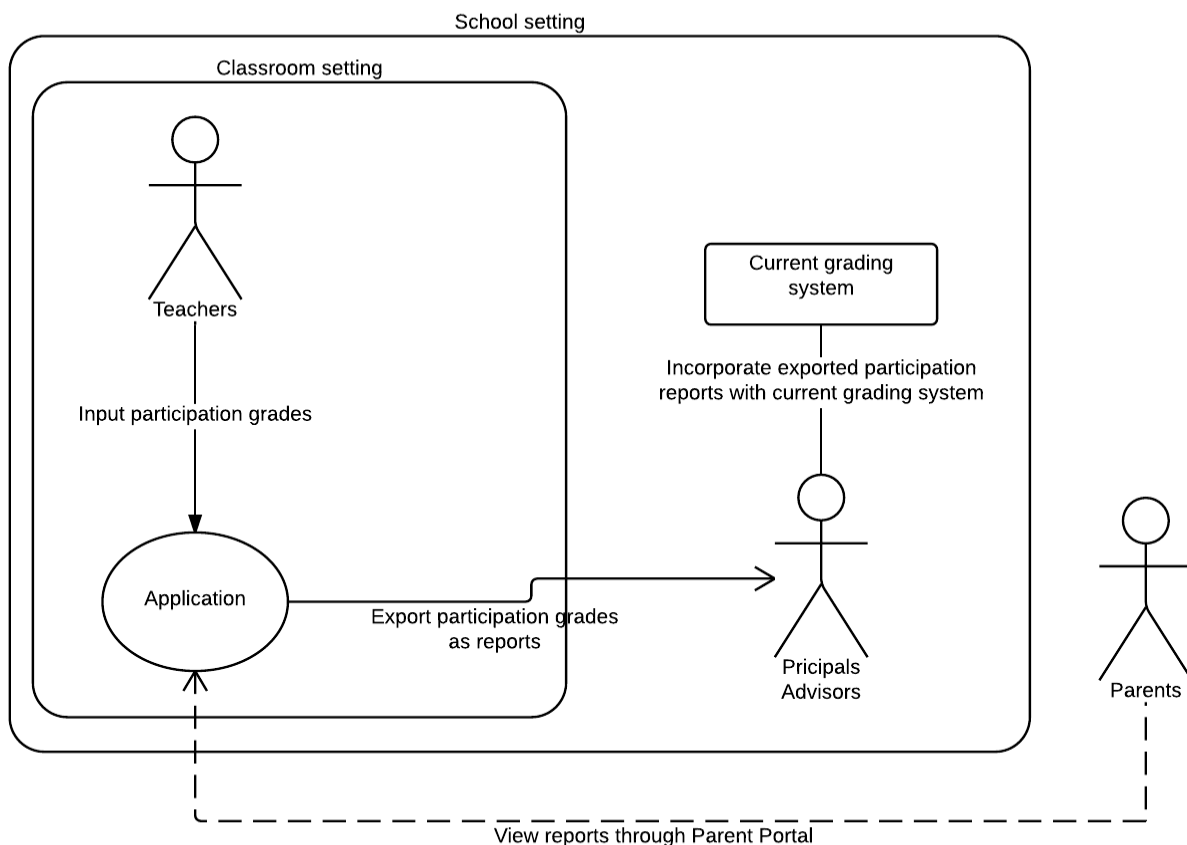 School setting
Classroom setting
Teachers
Input participation grades
Application
Export participation grades
as reports
Current grading
system
Incorporate exported participation
reports with current grading system
Pricipals
Advisors
Parents
View reports through Parent Portal